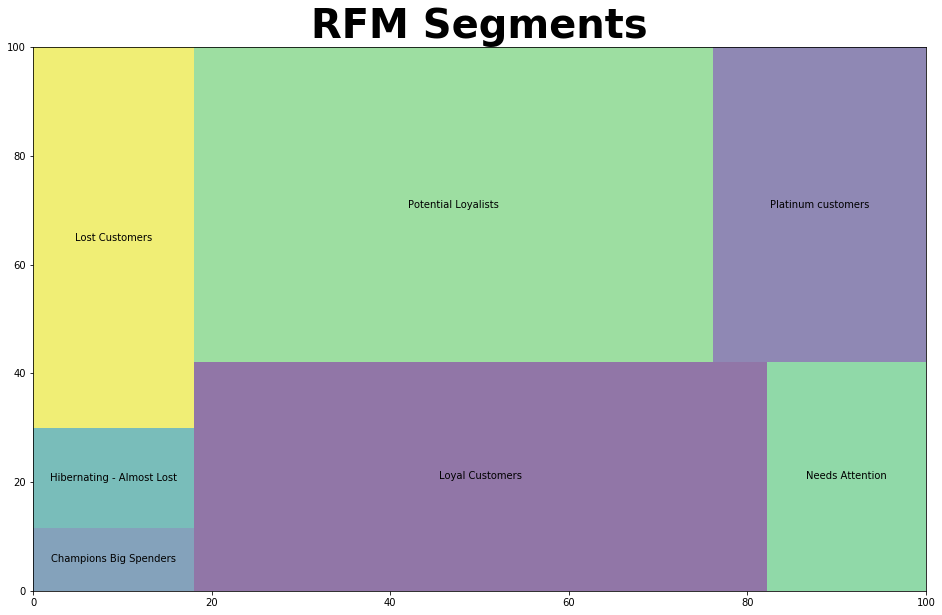 RFM Segments
100
80
60
40
20
0
Lost Customers
Potential Loyalists
Platinum customers
Hibernating - Almost Lost
Loyal Customers
Needs Attention
Champions Big Spenders
0 20 40 60 80 100